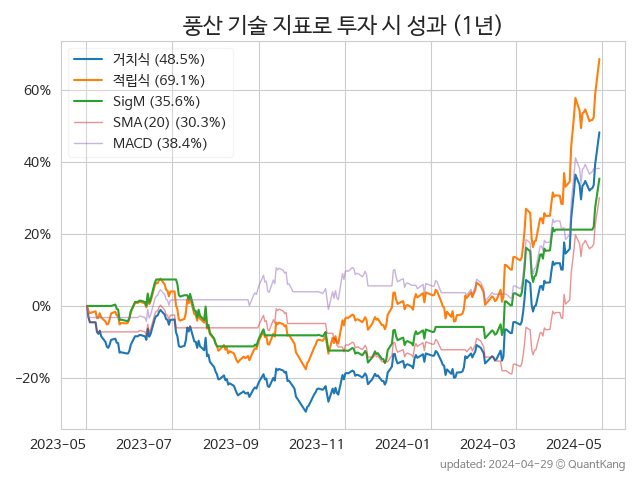 풍산 기술 지표로 투자 시 성과 (1년)
거치식 (48.5%)
적립식 (69.1%)
SigM (35.6%)
SMA(20) (30.3%)
MACD (38.4%)
60%
40%
20%
0%
−20%
2023-05 2023-07 2023-09 2023-11 2024-01 2024-03 2024-05
updated: 2024-04-29 © QuantKang